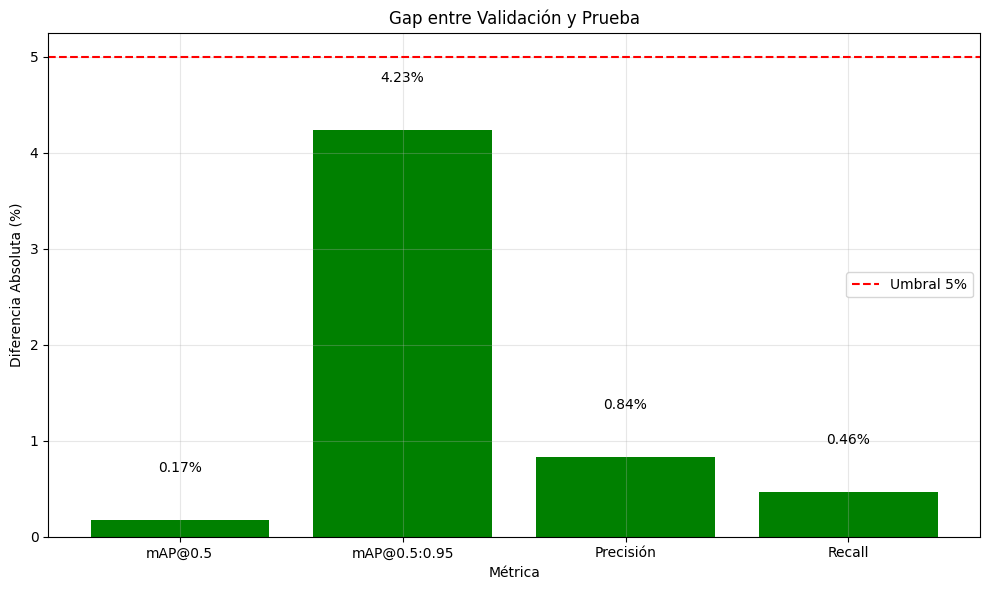 Gap entre Validación y Prueba
Diferencia Absoluta (%)
5
4
3
2
1
0
4.23%
0.84%
0.46%
0.17%
Umbral 5%
mAP@0.5
mAP@0.5:0.95
Precisión
Recall
Métrica